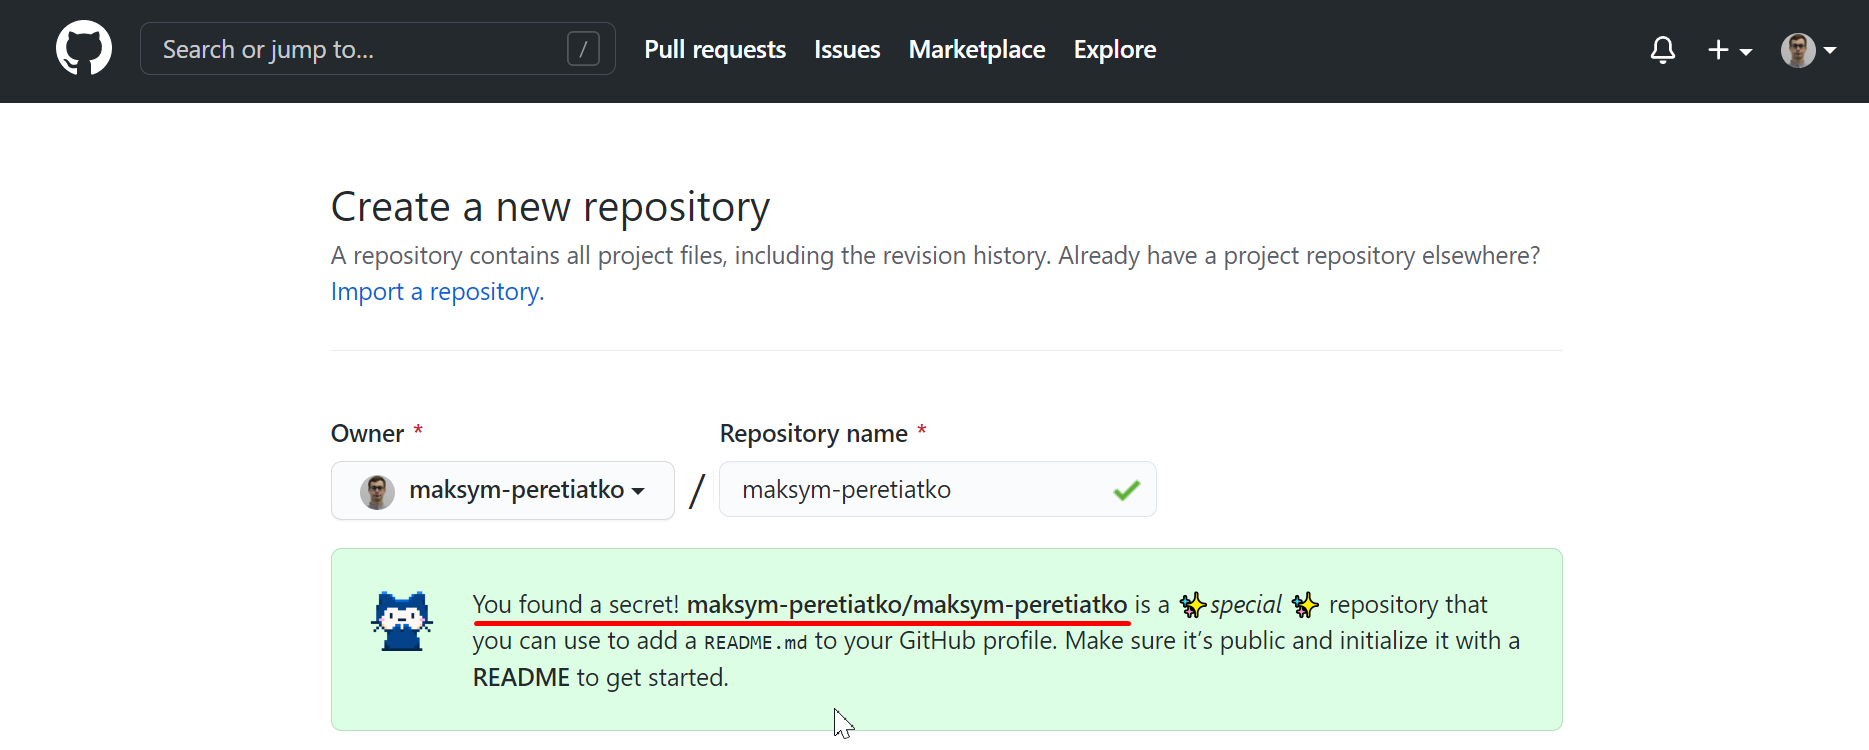 Search or jump to... /
Pull requests Issues Marketplace Explore
Create a new repository
A repository contains all project files, including the revision history. Already have a project repository elsewhere?
Import a repository.
Owner * Repository name *
maksym-peretiatko / maksym-peretiatko
You found a secret! maksym-peretiatko/maksym-peretiatko is a ✨special ✨ repository that
you can use to add a README.md to your GitHub profile. Make sure it’s public and initialize it with a
README to get started.